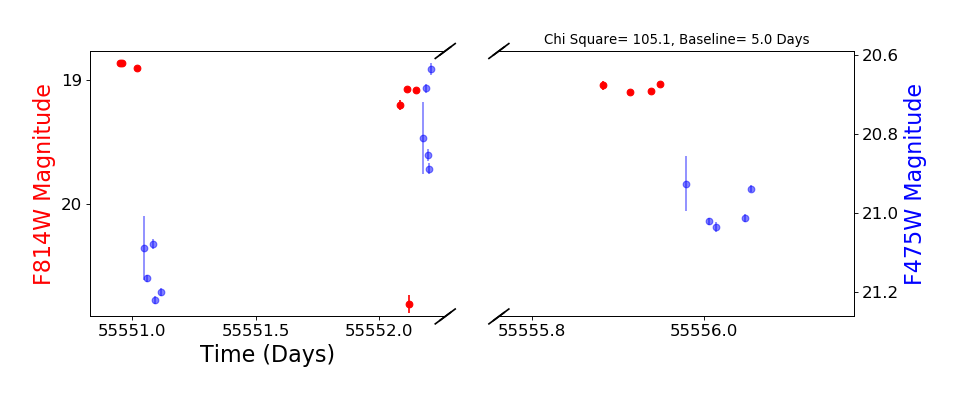 Chi Square= 105.1, Baseline= 5.0 Days
F814W Magnitude
19
20
20.6
20.8
21.0
21.2
F475W Magnitude
55551.0 55551.5 55552.0 55555.8 55556.0
Time (Days)